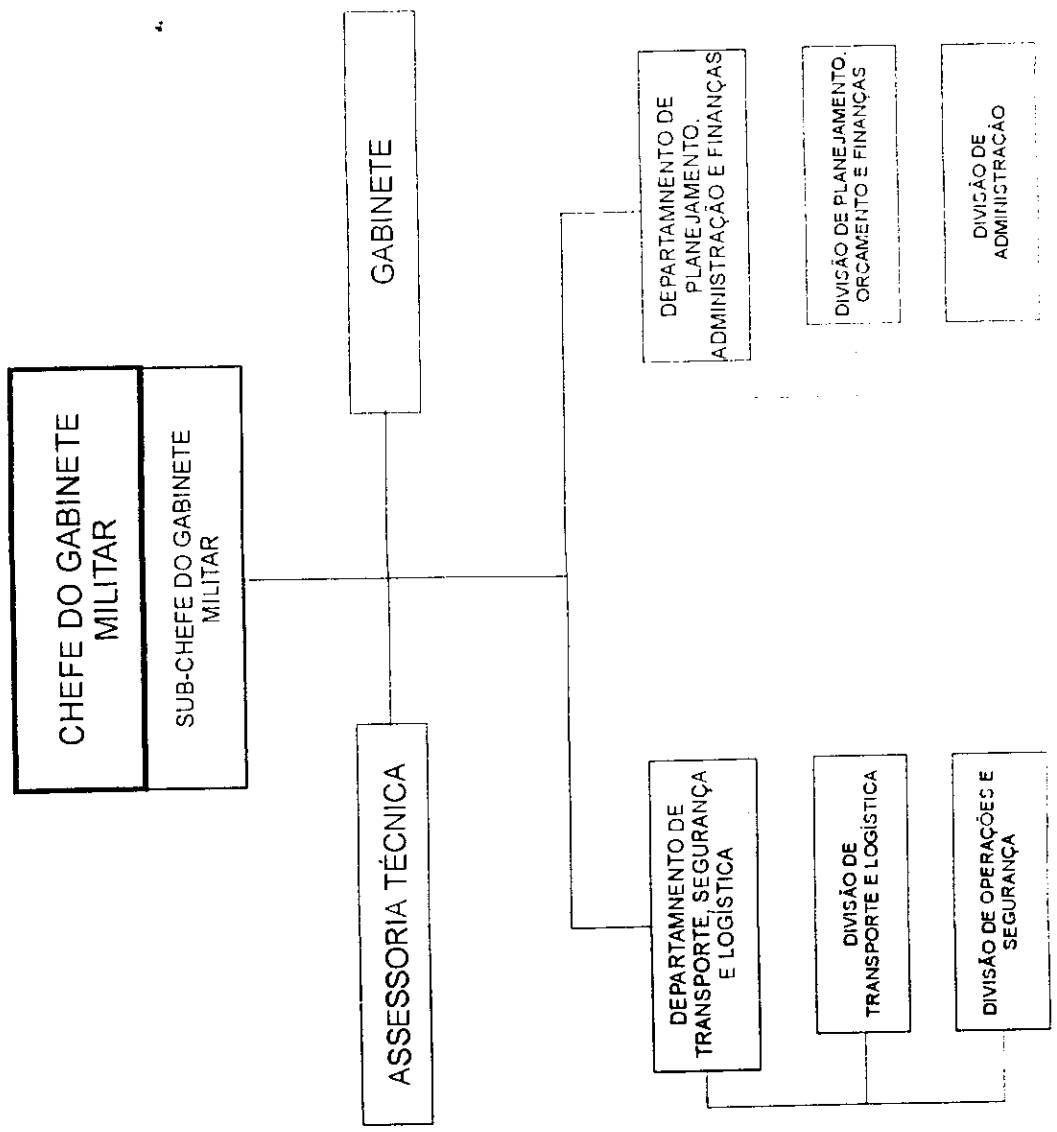 CHEFE DO GABINETE
MILITAR
SUB-CHEFE DO GABINETE
MILITAR
ASSESSORIA TÉCNICA
GABINETE
DEPARTAMNENTO DE
TRANSPORTE, SEGURANÇA
E LOGÍSTICA
DIVISÃO DE
TRANSPORTE E LOGÍSTICA
DIVISÃO DE OPERAÇÕES E
SEGURANÇA
DEPARTAMNENTO DE
PLANEJAMENTO.
ADMINISTRAÇÃO E FINANÇAS
DIVISÃO DE PLANEJAMENTO.
ORÇAMENTO E FINANÇAS
DIVISÃO DE
ADMINISTRAÇÃO